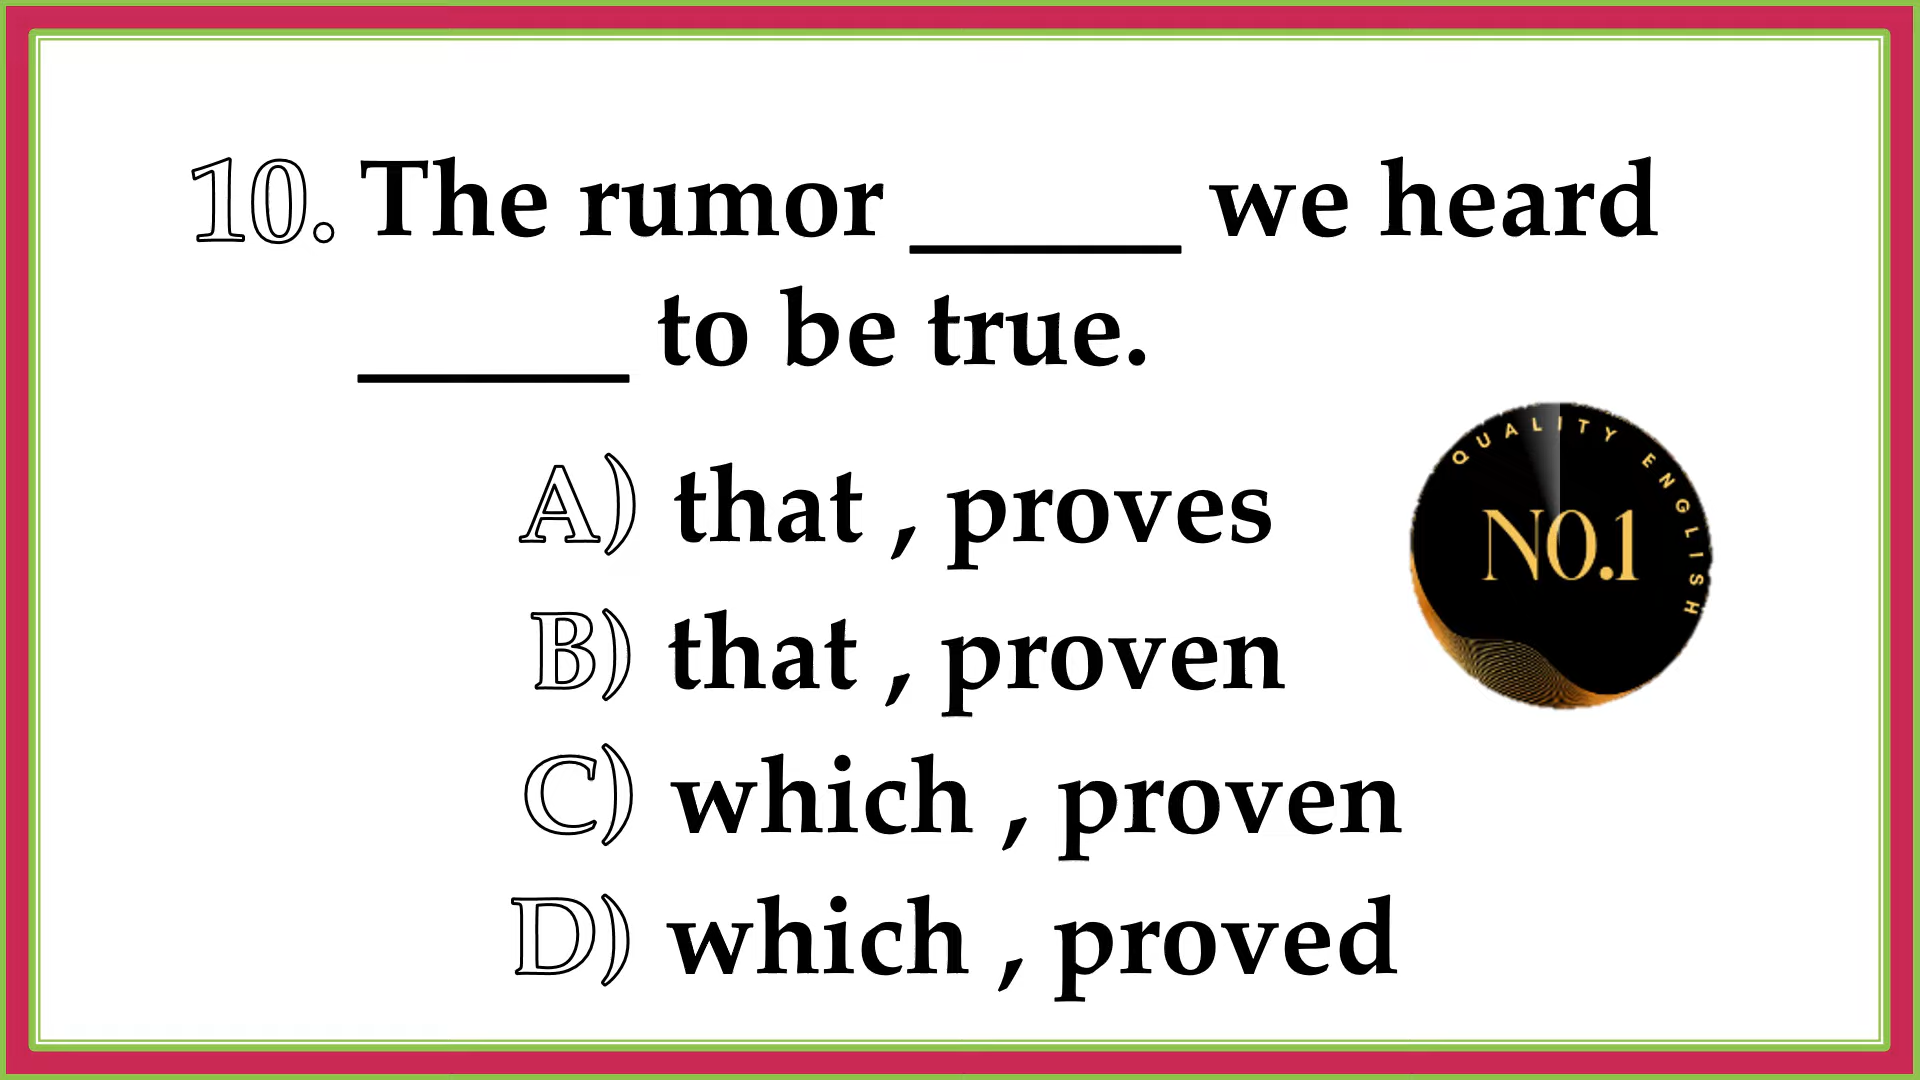 10. The rumor _____ we heard
_____ to be true.
A) that , proves
B) that , proven
C) which , proven
D) which , proved
QUALITY ENGLISH
NO.1